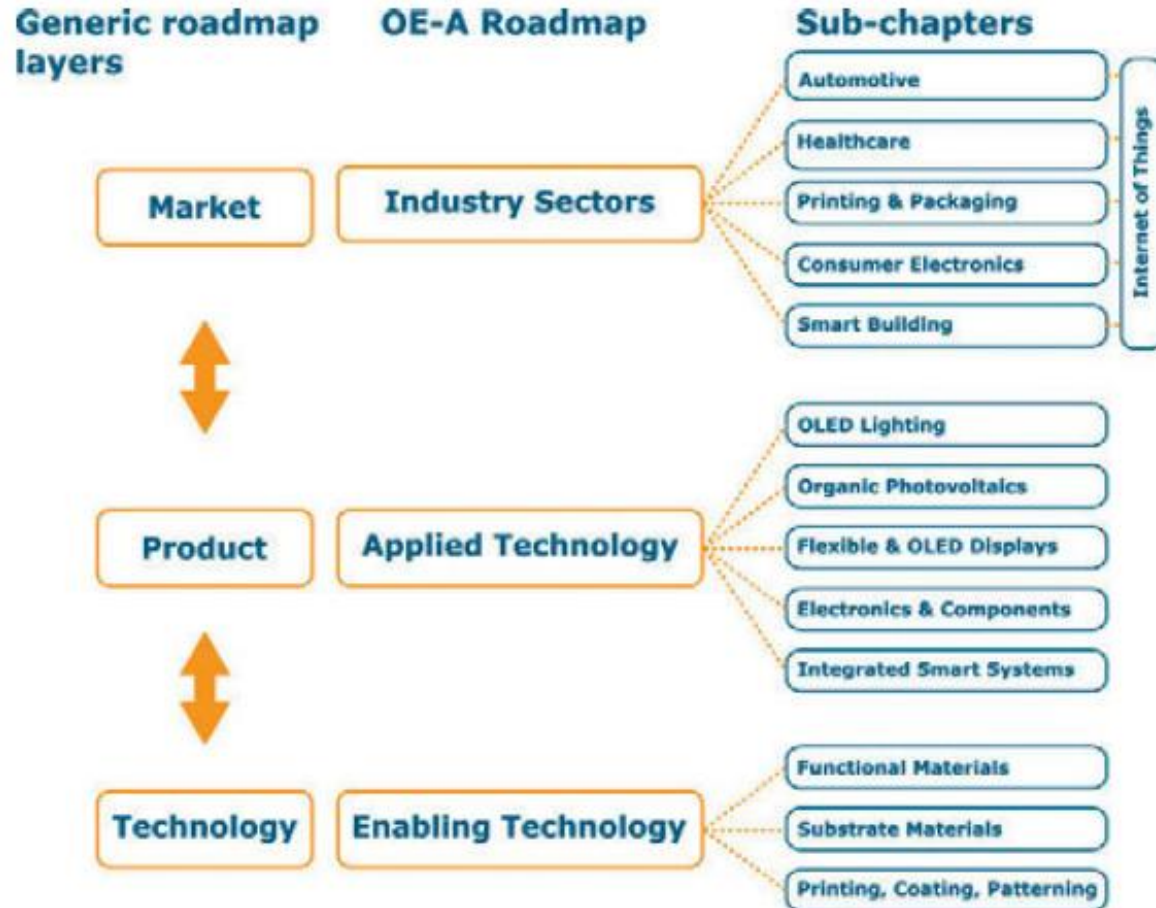 Generic roadmap
layers
OE-A Roadmap
Sub-chapters
Market
Industry Sectors
Automotive
Healthcare
Printing & Packaging
Consumer Electronics
Smart Building
Internet of Things
Product
Applied Technology
OLED Lighting
Organic Photovoltaics
Flexible & OLED Displays
Electronics & Components
Integrated Smart Systems
Technology
Enabling Technology
Functional Materials
Substrate Materials
Printing, Coating, Patterning